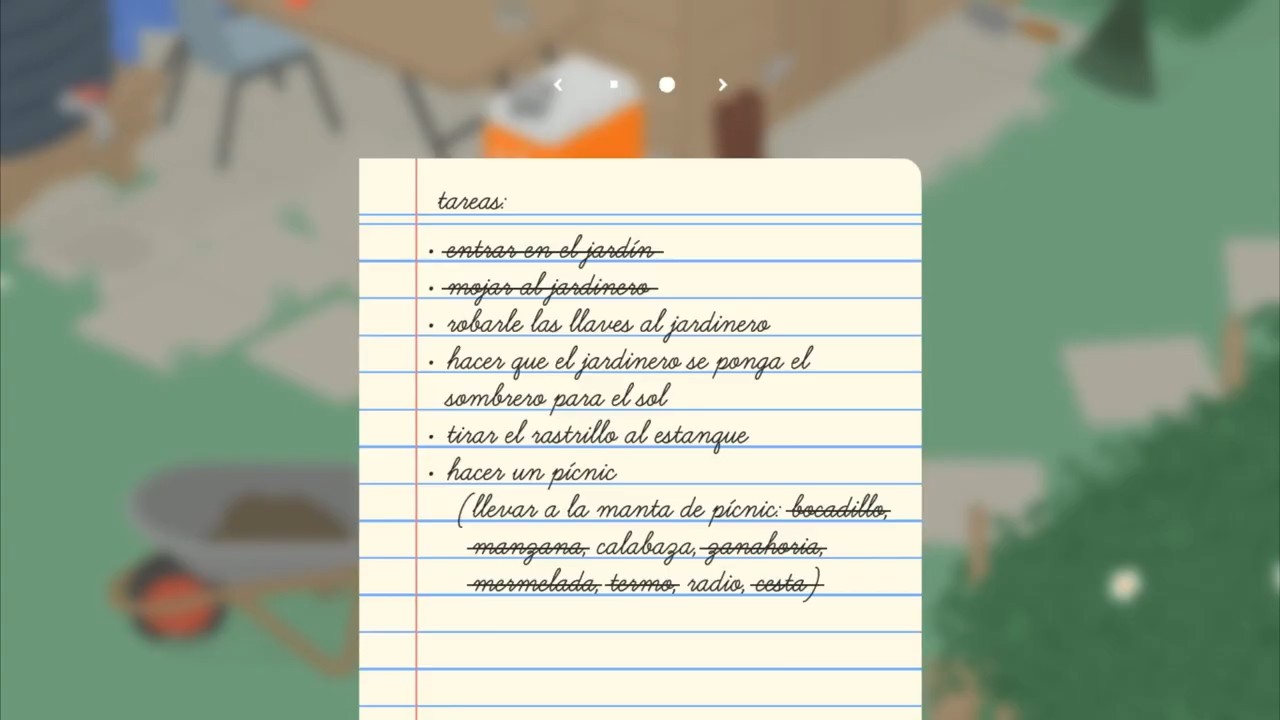 tareas:
• entrar en el jardín
• mojar al jardinero
• robarle las llaves al jardinero
• hacer que el jardinero se ponga el
sombrero para el sol
• tirar el rastrillo al estanque
• hacer un pícnic
(llevar a la manta de pícnic: bocadillo,
manzana, calabaza, zanahoria,
mermelada, termo, radio, cesta)